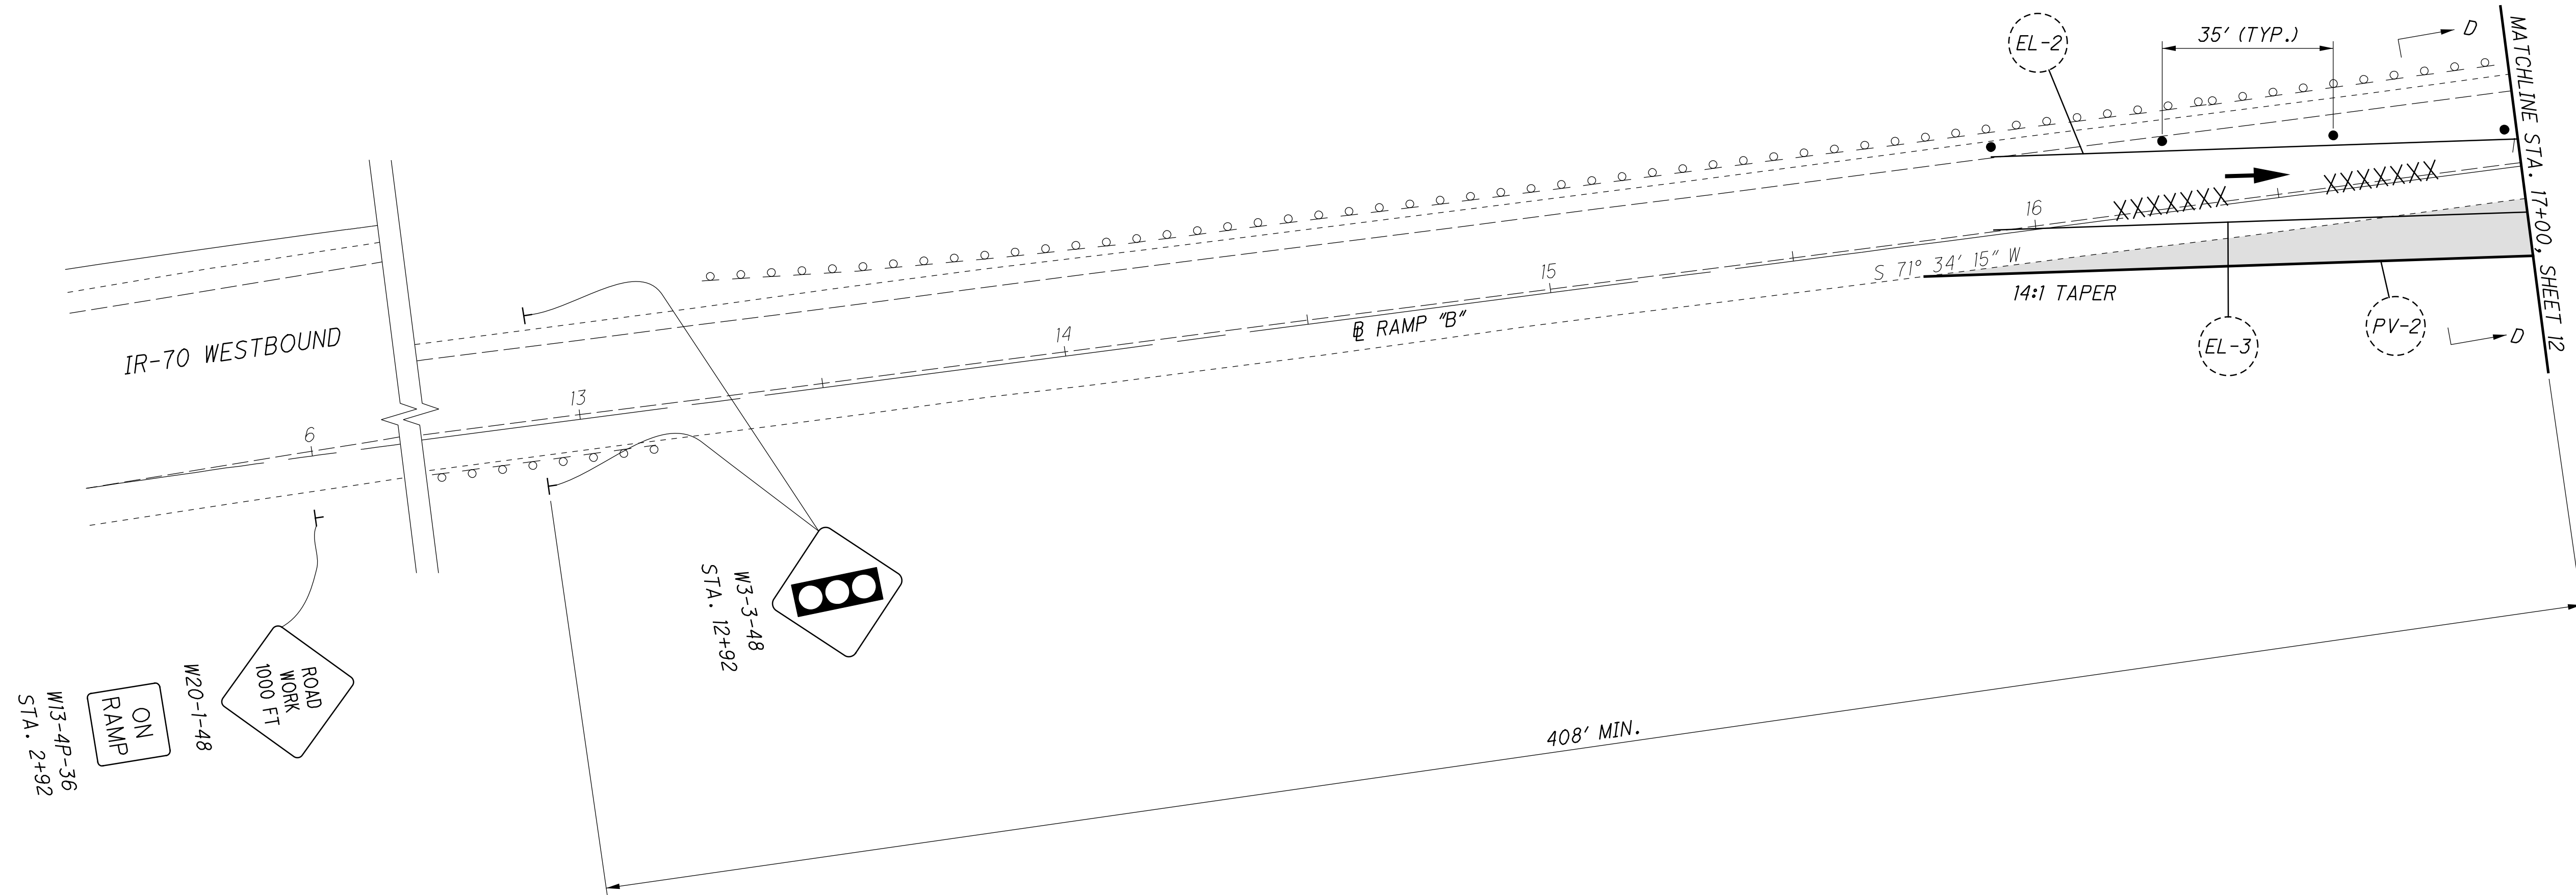 EL-2
35' (TYP.)
D
MATCHLINE STA. 17+00, SHEET 12
16
S 71° 34' 15" W
14:1 TAPER
EL-3
PV-2
D
15
℄ RAMP "B"
14
13
6
IR-70 WESTBOUND
XXXXXXX
XXXXXXX
W3-3-48
STA. 12+92
ROAD
WORK
1000 FT
W20-1-48
ON
RAMP
W13-4P-36
STA. 2+92
408' MIN.